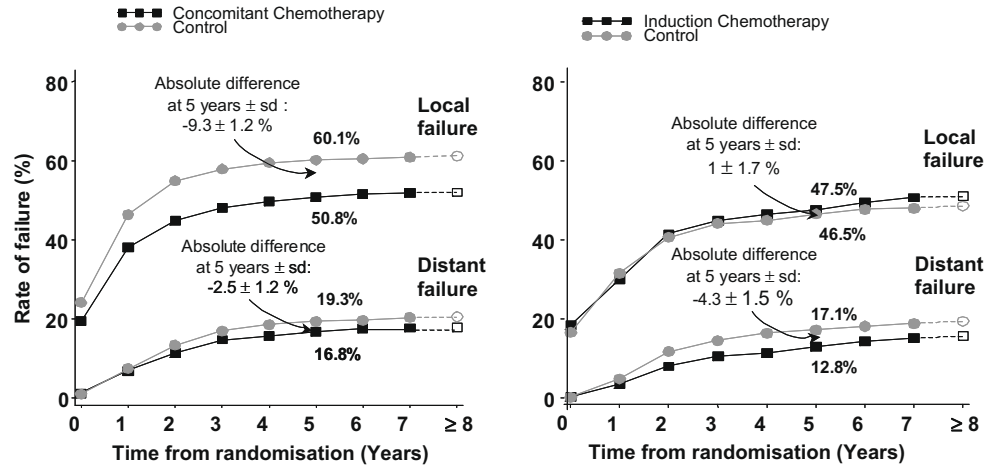 Concomitant Chemotherapy
Control
80
60
40
20
0
Rate of failure (%)
Absolute difference
at 5 years ± sd :
-9.3 ± 1.2 %
60.1%
Local
failure
50.8%
Absolute difference
at 5 years ± sd:
-2.5 ± 1.2 %
19.3%
Distant
failure
16.8%
0 1 2 3 4 5 6 7 ≥ 8
Time from randomisation (Years)
Induction Chemotherapy
Control
80
60
40
20
0
Absolute difference
at 5 years ± sd:
1 ± 1.7 %
47.5%
Local
failure
46.5%
Absolute difference
at 5 years ± sd:
-4.3 ± 1.5 %
17.1%
Distant
failure
12.8%
0 1 2 3 4 5 6 7 ≥ 8
Time from randomisation (Years)